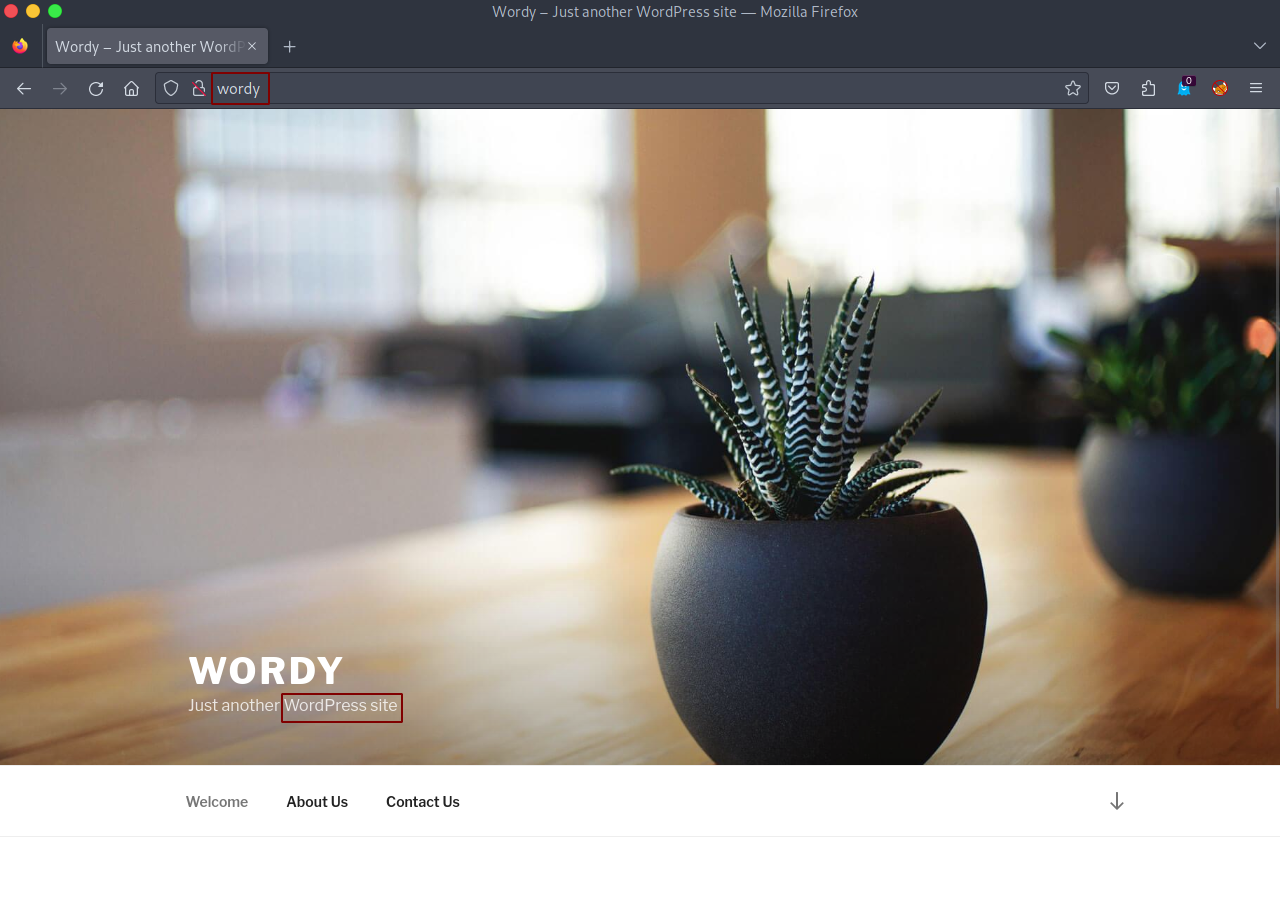 Wordy – Just another WordPress site — Mozilla Firefox
Wordy – Just another WordP
wordy
0
WORDY
Just another WordPress site
Welcome
About Us
Contact Us